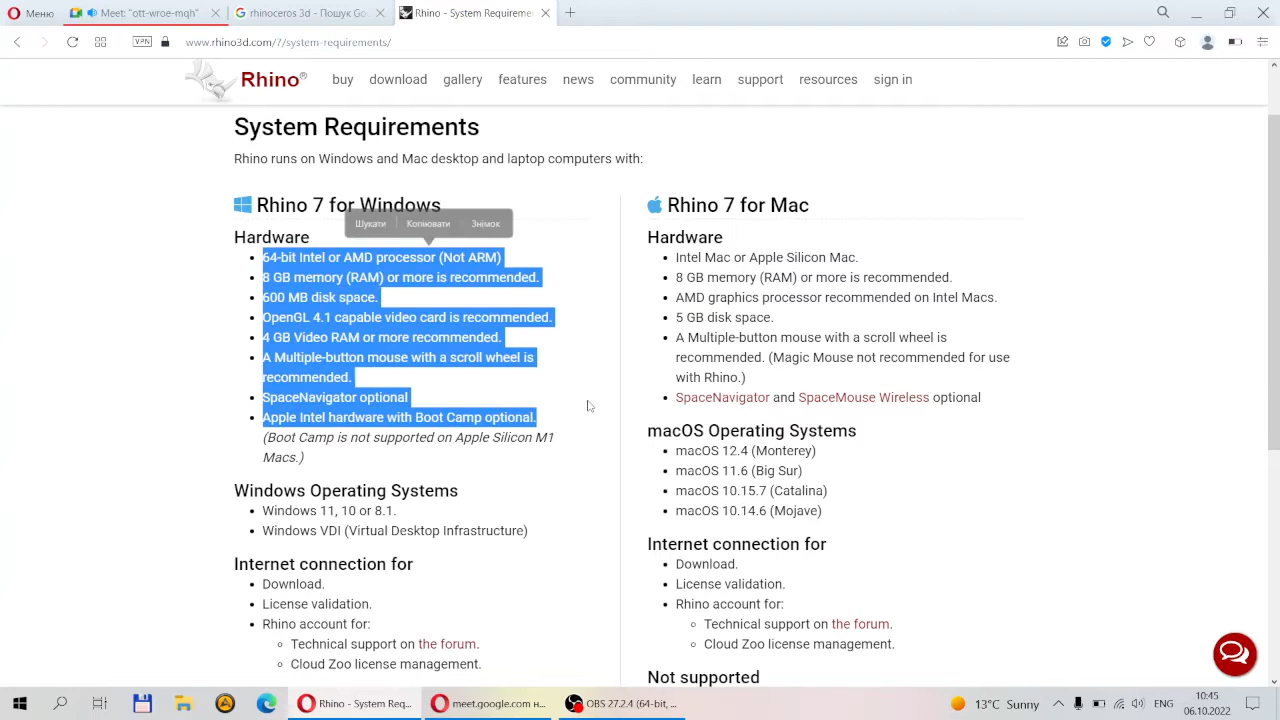 Меню
Meet "orrn-mqh"
Google Finance - 
Rhino - System Requiremen
VPN
www.rhino3d.com/7/system-requirements/
Rhino®
buy download gallery features news community learn support resources sign in
System Requirements
Rhino runs on Windows and Mac desktop and laptop computers with:
Rhino 7 for Windows
Шукати Копіювати Знімок
Hardware
64-bit Intel or AMD processor (Not ARM)
8 GB memory (RAM) or more is recommended.
600 MB disk space.
OpenGL 4.1 capable video card is recommended.
4 GB Video RAM or more recommended.
A Multiple-button mouse with a scroll wheel is
recommended.
SpaceNavigator optional
Apple Intel hardware with Boot Camp optional.
(Boot Camp is not supported on Apple Silicon M1
Macs.)
Windows Operating Systems
Windows 11, 10 or 8.1.
Windows VDI (Virtual Desktop Infrastructure)
Internet connection for
Download.
License validation.
Rhino account for:
Technical support on the forum.
Cloud Zoo license management.
Rhino 7 for Mac
Hardware
Intel Mac or Apple Silicon Mac.
8 GB memory (RAM) or more is recommended.
AMD graphics processor recommended on Intel Macs.
5 GB disk space.
A Multiple-button mouse with a scroll wheel is
recommended. (Magic Mouse not recommended for use
with Rhino.)
SpaceNavigator and SpaceMouse Wireless optional
macOS Operating Systems
macOS 12.4 (Monterey)
macOS 11.6 (Big Sur)
macOS 10.15.7 (Catalina)
macOS 10.14.6 (Mojave)
Internet connection for
Download.
License validation.
Rhino account for:
Technical support on the forum.
Cloud Zoo license management.
Not supported
Rhino - System Req...
meet.google.com н...
OBS 27.2.4 (64-bit, ...
13°C Sunny
10:45
06.10.2022